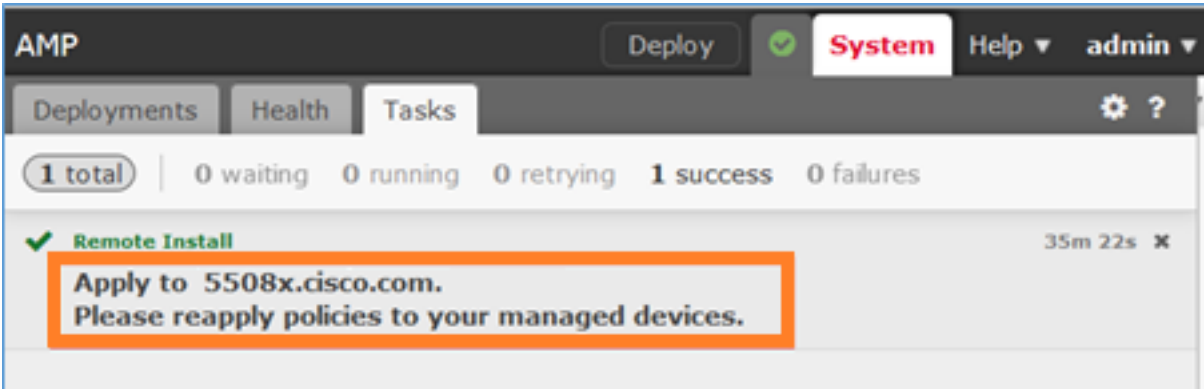 AMP Deploy System Help admin
Deployments Health Tasks ?
1 total 0 waiting 0 running 0 retrying 1 success 0 failures
Remote Install 35m 22s
Apply to 5508x.cisco.com.
Please reapply policies to your managed devices.